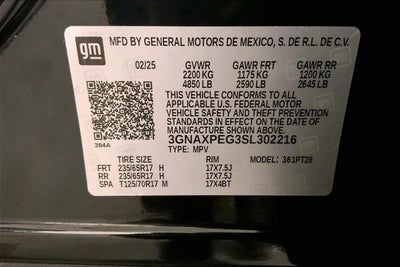 gm
MFD BY GENERAL MOTORS DE MEXICO, S. DE R.L. DE C.V.
02/25 GVWR GAWR FRT GAWR RR
2200 KG 1175 KG 1200 KG
4850 LB 2590 LB 2645 LB
THIS VEHICLE CONFORMS TO ALL
APPLICABLE U.S. FEDERAL MOTOR
VEHICLE SAFETY AND THEFT PREVENTION
STANDARDS IN EFFECT ON THE DATE OF
MANUFACTURE SHOWN ABOVE.
384A
3GNAXPEG3SL302216
TYPE: MPV MODEL: 361PT26
TIRE SIZE RIM
FRT 235/65R17 H 17X7.5J
RR 235/65R17 H 17X7.5J
SPA T125/70R17 M 17X4BT